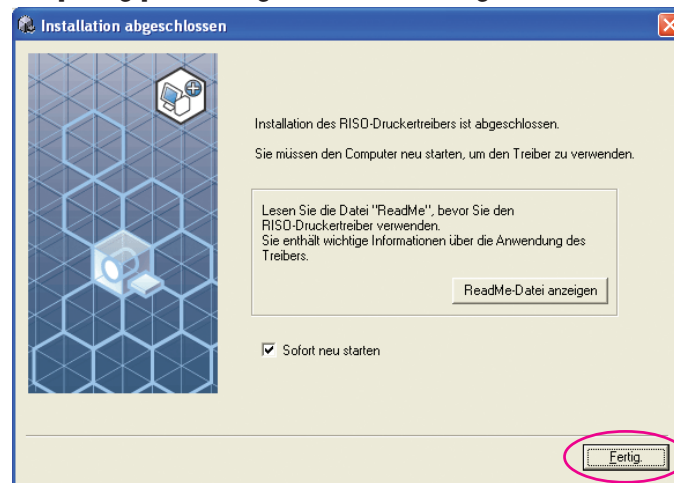 Installation abgeschlossen
Installation des RISO-Druckertreibers ist abgeschlossen.
Sie müssen den Computer neu starten, um den Treiber zu verwenden.
Lesen Sie die Datei "ReadMe", bevor Sie den
RISO-Druckertreiber verwenden.
Sie enthält wichtige Informationen über die Anwendung des
Treibers.
ReadMe-Datei anzeigen
Sofort neu starten
Fertig.